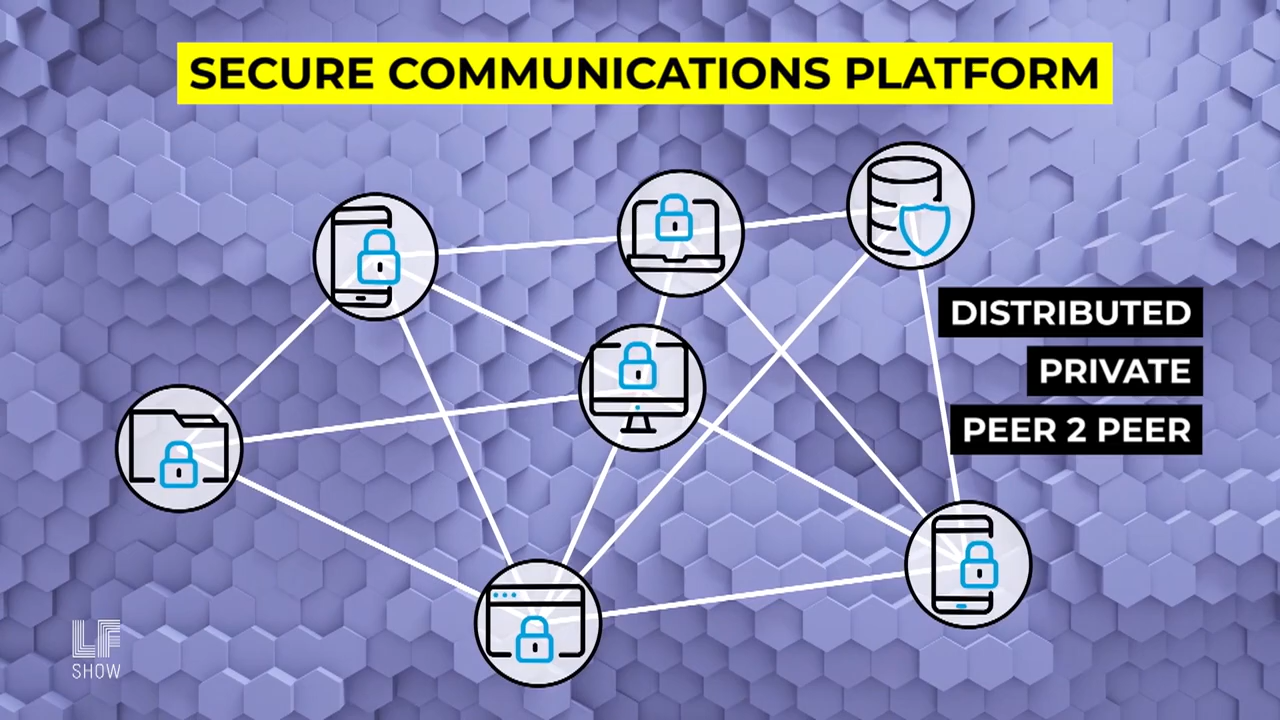 SECURE COMMUNICATIONS PLATFORM
DISTRIBUTED
PRIVATE
PEER 2 PEER
LF
SHOW